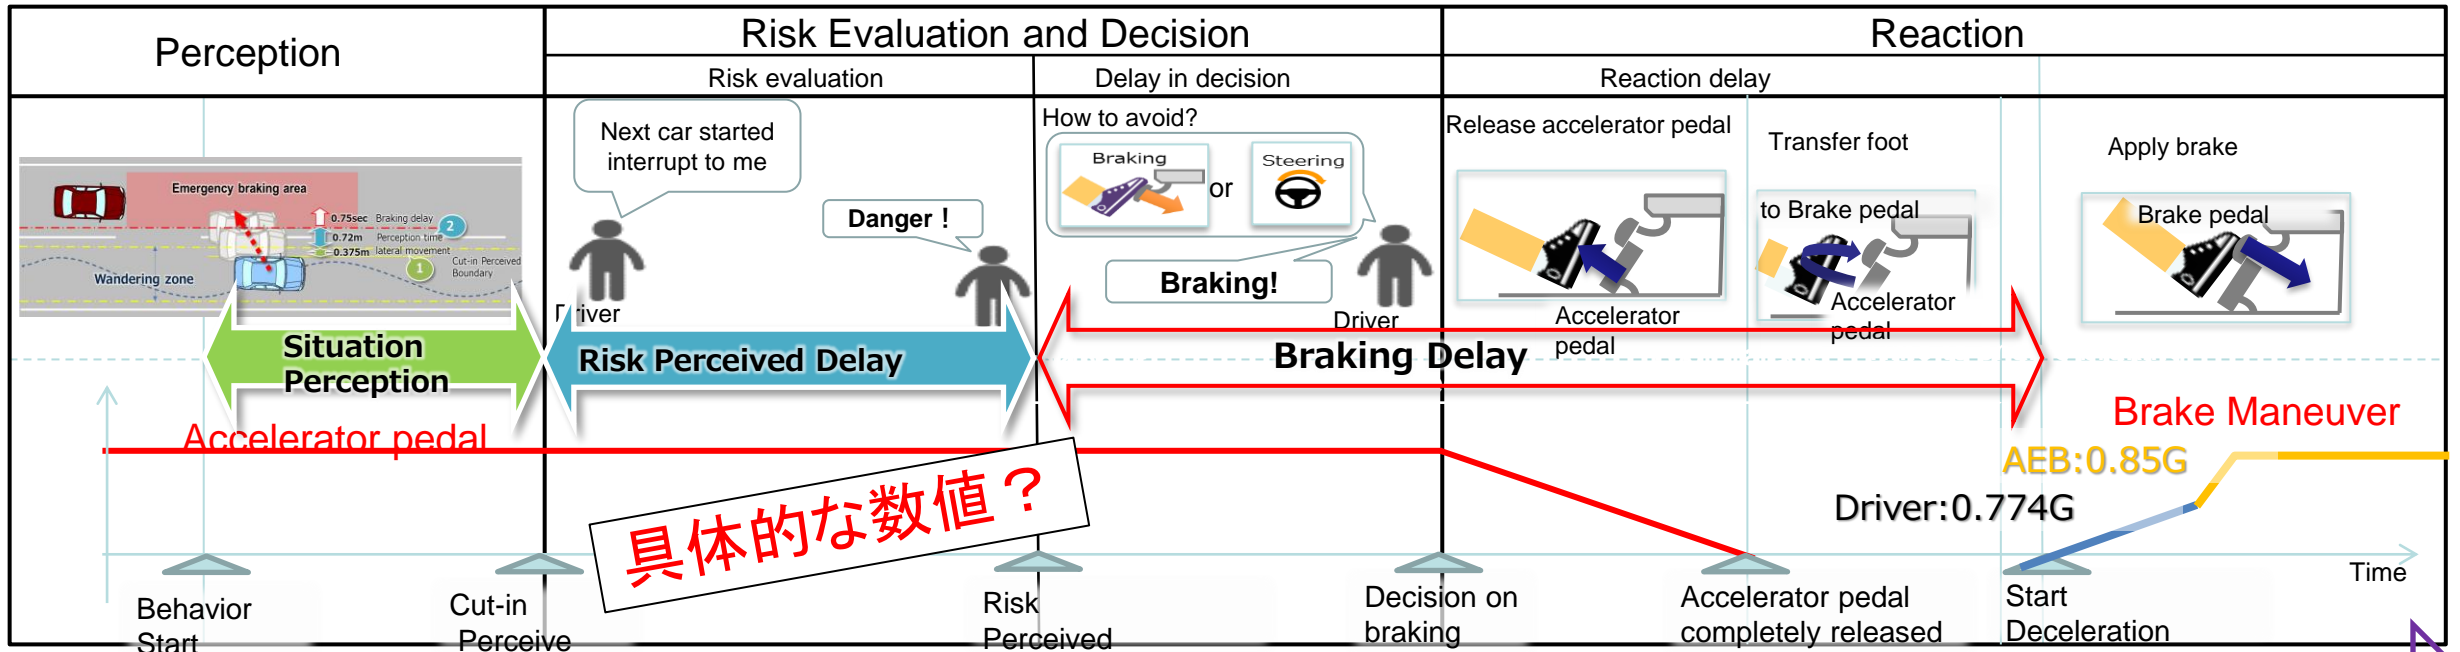 Perception
Risk Evaluation and Decision
Reaction
Risk evaluation
Delay in decision
Reaction delay
Emergency braking area
0.75sec Braking delay
2
0.72m Perception time
0.375m lateral movement
1
Cut-in Perceived
Boundary
Wandering zone
Next car started
interrupt to me
Danger !
Driver
How to avoid?
Braking
or
Steering
Braking!
Driver
Release accelerator pedal
Accelerator
pedal
Transfer foot
to Brake pedal
Accelerator
pedal
Apply brake
Brake pedal
Situation
Perception
Risk Perceived Delay
Braking Delay
Accelerator pedal
Brake Maneuver
AEB:0.85G
Driver:0.774G
具体的な数値？
Time
Behavior
Start
Cut-in
Perceive
Risk
Perceived
Decision on
braking
Accelerator pedal
completely released
Start
Deceleration